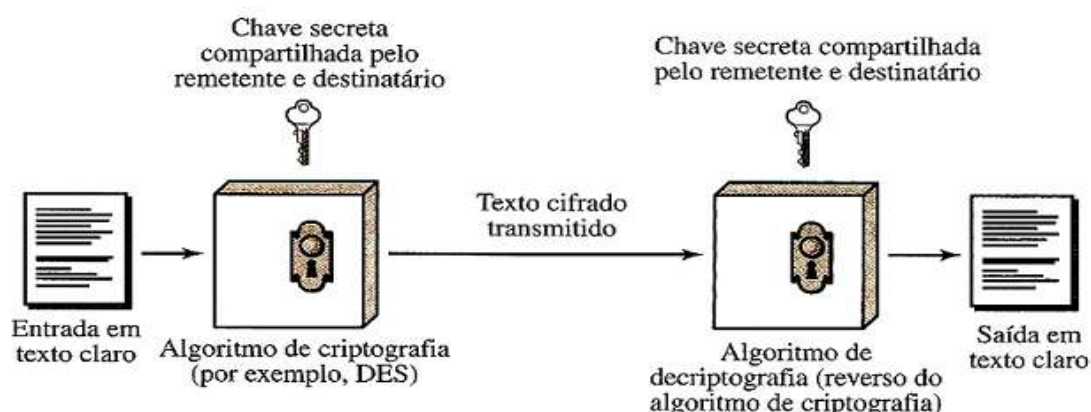 Chave secreta
compartilhada pelo
remetente e destinatário
Chave secreta compartilhada
pelo remetente e destinatário
Texto cifrado
transmitido
Entrada em
texto claro
Algoritmo de criptografia
(por exemplo, DES)
Algoritmo de
decriptografia (reverso do
algoritmo de criptografia)
Saída em
texto claro